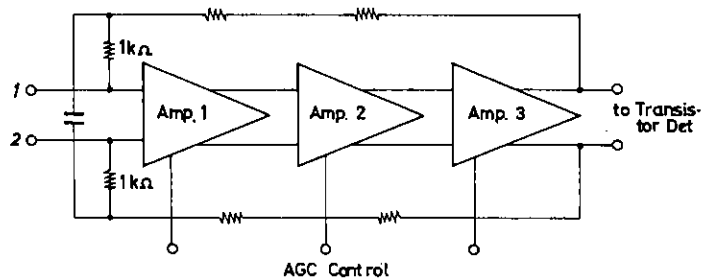 1kΩ
1
Amp. 1
Amp. 2
Amp. 3
to Transis-
tor Det
2
1kΩ
AGC Control